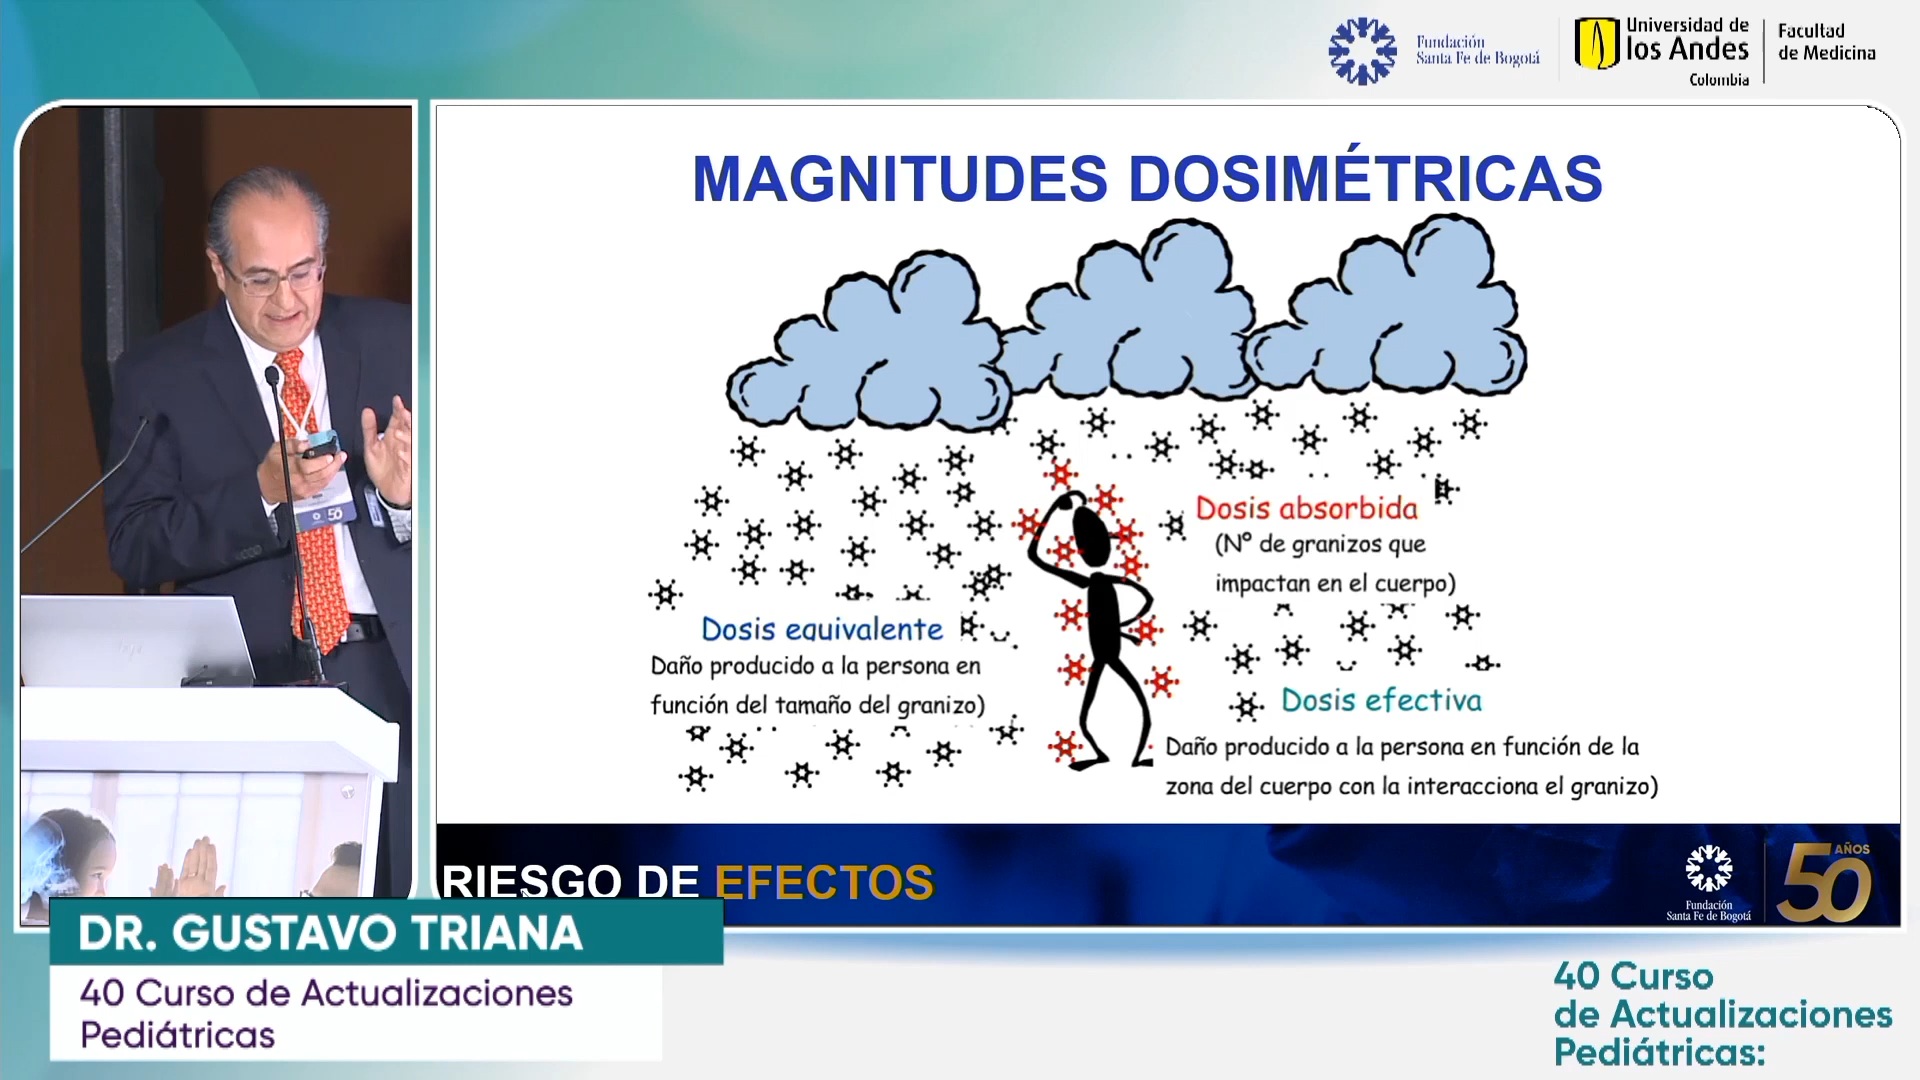 Fundación
Santa Fe de Bogotá
Universidad de
los Andes
Colombia
Facultad
de Medicina
MAGNITUDES DOSIMÉTRICAS
Dosis absorbida
(Nº de granizos que
impactan en el cuerpo)
Dosis equivalente
Daño producido a la persona en
función del tamaño del granizo)
Dosis efectiva
Daño producido a la persona en función de la
zona del cuerpo con la interacciona el granizo)
RIESGO DE EFECTOS
Fundación
Santa Fe de Bogotá
50
AÑOS
50
DR. GUSTAVO TRIANA
40 Curso de Actualizaciones
Pediátricas
40 Curso
de Actualizaciones
Pediátricas: